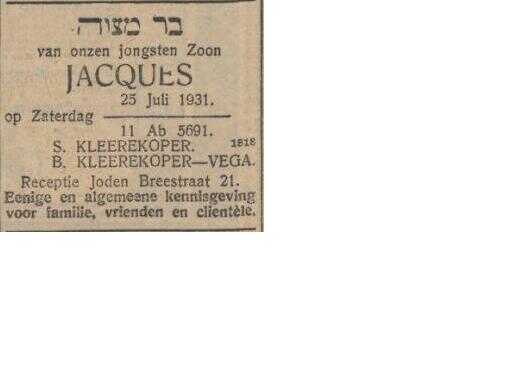 בר מצוה
van onzen jongsten Zoon
JACQUES
25 Juli 1931.
op Zaterdag
11 Ab 5691.
S. KLEEREKOPER. 1818
B. KLEEREKOPER—VEGA.
Receptie Joden Breestraat 21.
Eenige en algemeene kennisgeving
voor familie, vrienden en clientèle.